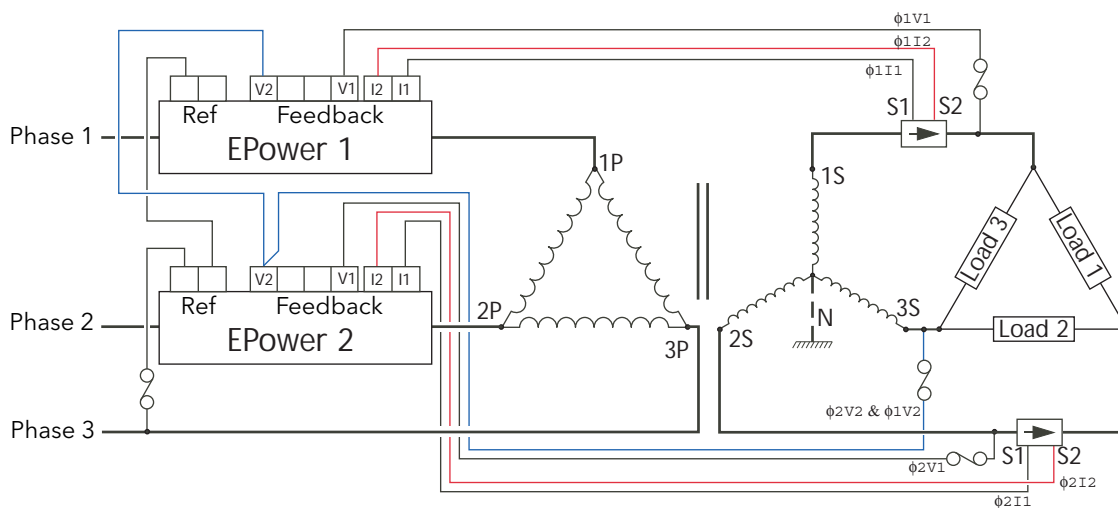 ϕ1V1
ϕ1I2
ϕ1I1
V2 V1 I2 I1
Ref Feedback
S1 S2
Phase 1
EPower 1
1P
1S
Load 3
Load 1
V2 V1 I2 I1
Ref Feedback
2P
3S
N
Phase 2
Load 2
EPower 2
3P
2S
ϕ2V2 & ϕ1V2
Phase 3
S1 S2
ϕ2V1
ϕ2I2
ϕ2I1